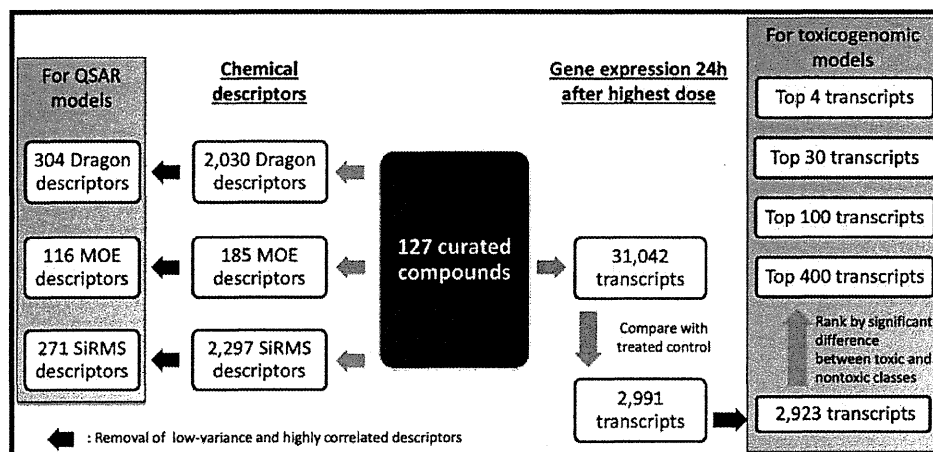 For QSAR
models
304 Dragon
descriptors
116 MOE
descriptors
271 SiRMS
descriptors
Chemical
descriptors
2,030 Dragon
descriptors
185 MOE
descriptors
2,297 SiRMS
descriptors
127 curated
compounds
Gene expression 24h
after highest dose
31,042
transcripts
Compare with
treated control
2,991
transcripts
For toxicogenomic
models
Top 4 transcripts
Top 30 transcripts
Top 100 transcripts
Top 400 transcripts
Rank by significant
difference
between toxic and
nontoxic classes
2,923 transcripts
: Removal of low-variance and highly correlated descriptors